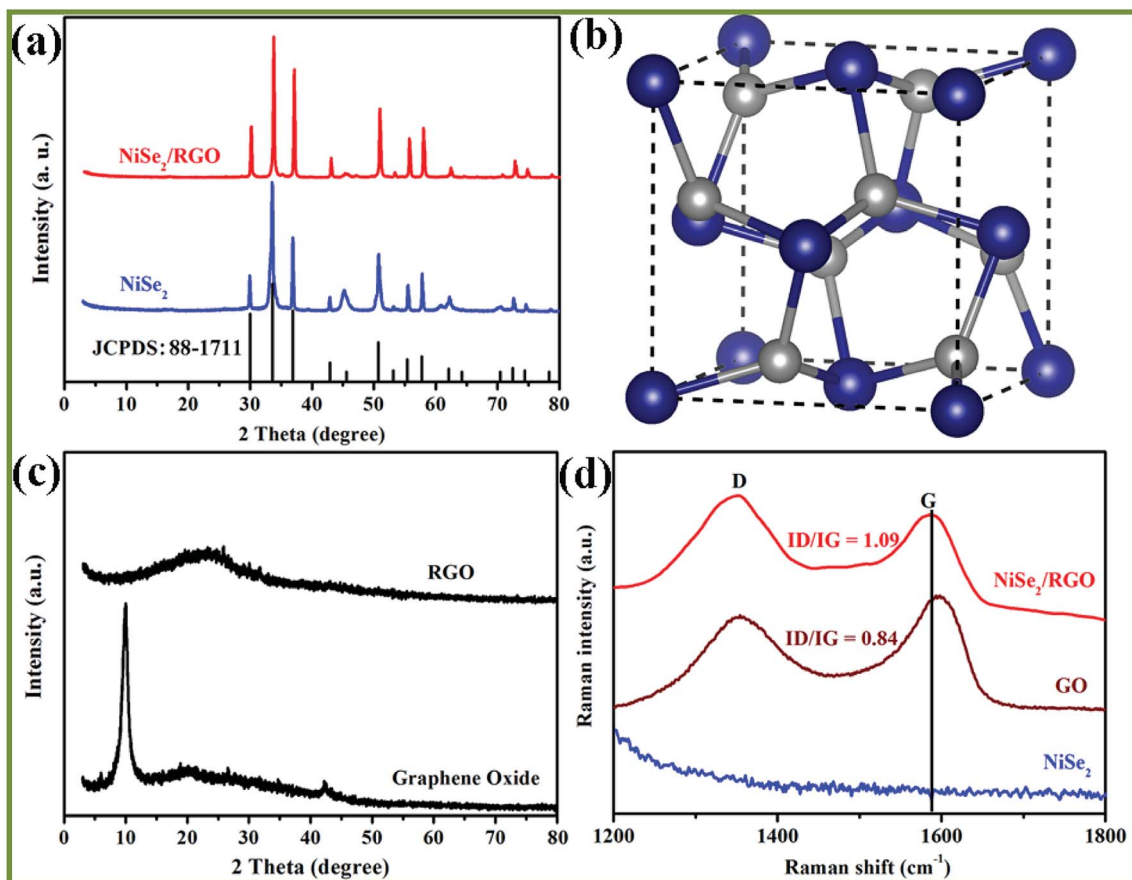 (a)
NiSe₂/RGO
NiSe₂
JCPDS: 88-1711
Intensity (a. u.)
0 10 20 30 40 50 60 70 80
2 Theta (degree)
(b)
(c)
RGO
Graphene Oxide
Intensity (a.u.)
0 10 20 30 40 50 60 70 80
2 Theta (degree)
(d)
D
G
ID/IG = 1.09
NiSe₂/RGO
ID/IG = 0.84
GO
NiSe₂
Raman intensity (a.u.)
1200 1400 1600 1800
Raman shift (cm⁻¹)